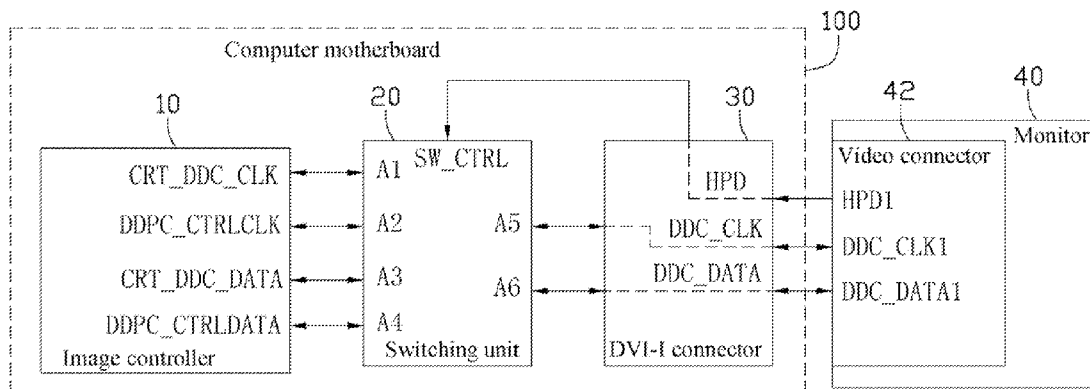 Computer motherboard
100
10
20
30
42
40
Monitor
Video connector
CRT_DDC_CLK
DDPC_CTRLCLK
CRT_DDC_DATA
DDPC_CTRLDATA
Image controller
SW_CTRL
A1
A2
A3
A4
A5
A6
Switching unit
HPD
DDC_CLK
DDC_DATA
DVI-I connector
HPD1
DDC_CLK1
DDC_DATA1